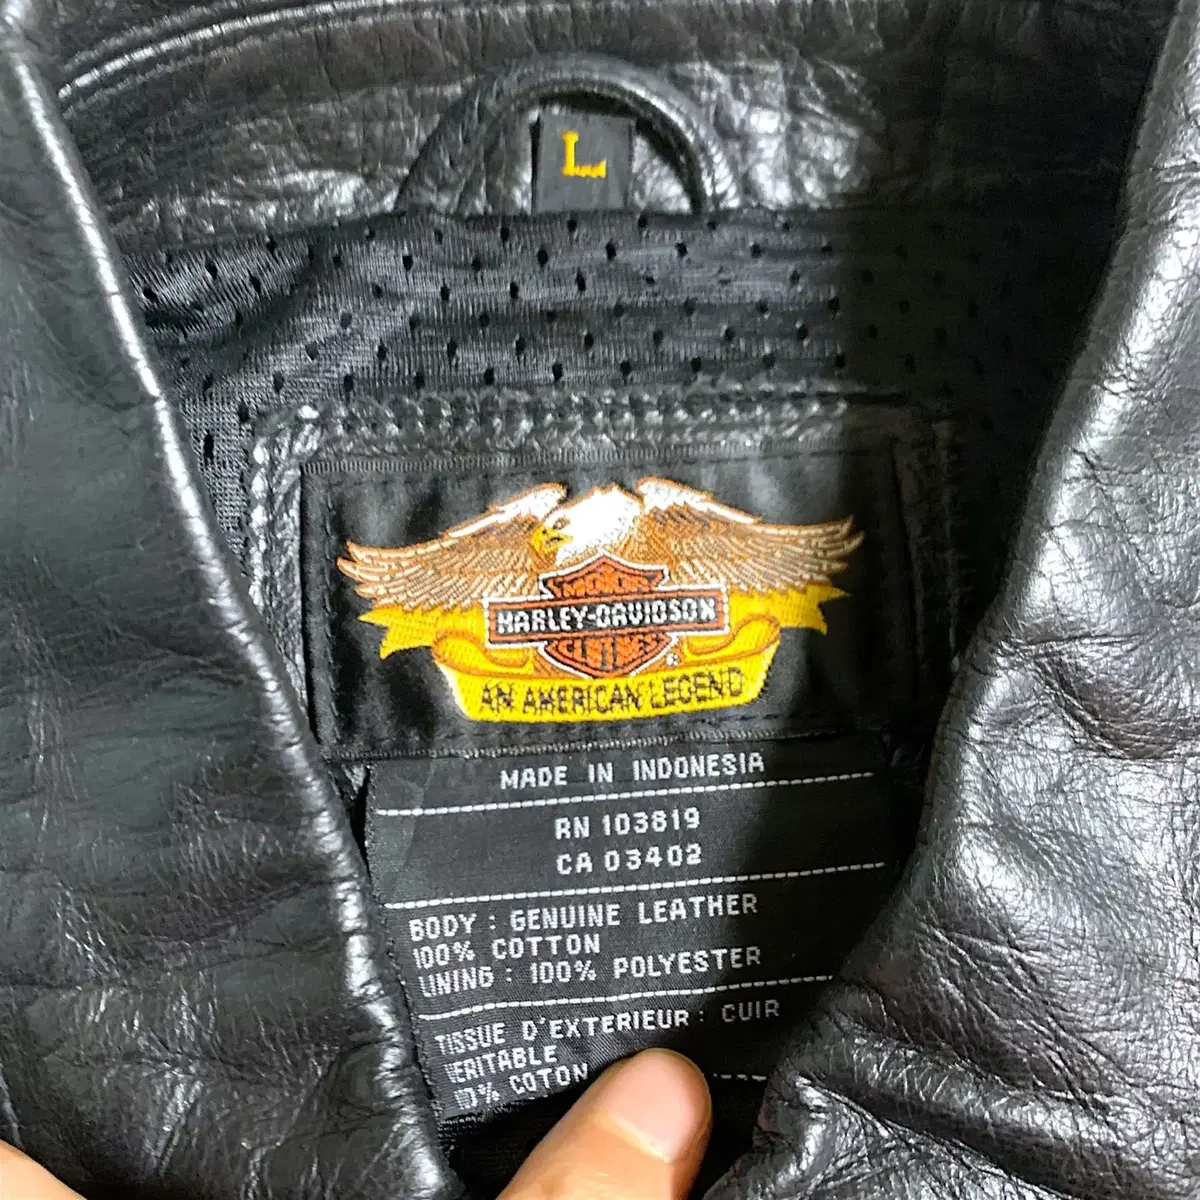 L
MOTOR
HARLEY-DAVIDSON
CYCLES
®
AN AMERICAN LEGEND
MADE IN INDONESIA
RN 103819
CA 03402
BODY : GENUINE LEATHER
100% COTTON
LINING : 100% POLYESTER
TISSUE D'EXTERIEUR : CUIR
VERITABLE
COTON